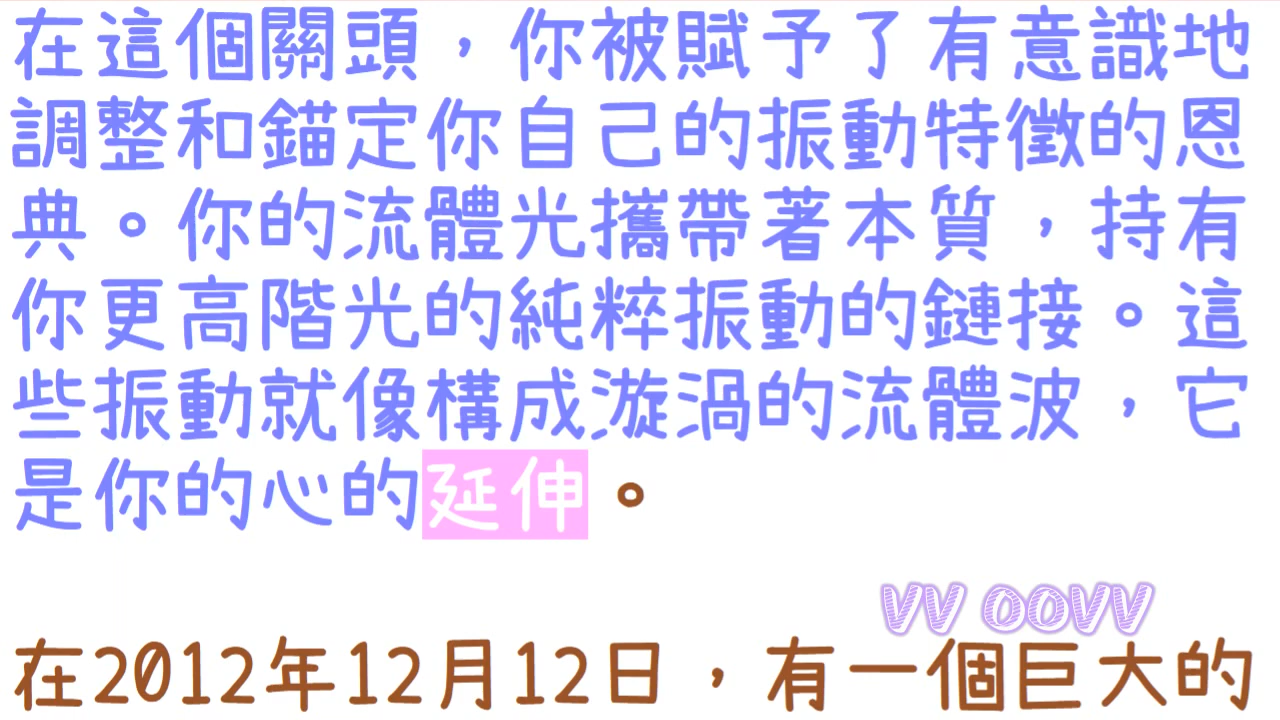 在這個關頭，你被賦予了有意識地
調整和錨定你自己的振動特徵的恩
典。你的流體光攜帶著本質，持有
你更高階光的純粹振動的鏈接。這
些振動就像構成漩渦的流體波，它
是你的心的延伸。
VV OOVV
在2012年12月12日，有一個巨大的